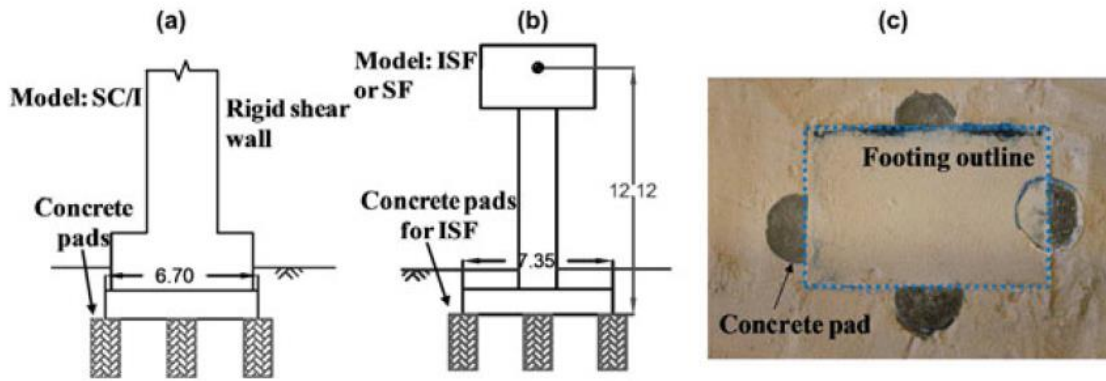 (a)
Model: SC/I
Rigid shear
wall
Concrete
pads
6.70
(b)
Model: ISF
or SF
12.12
Concrete pads
for ISF
7.35
(c)
Footing outline
Concrete pad